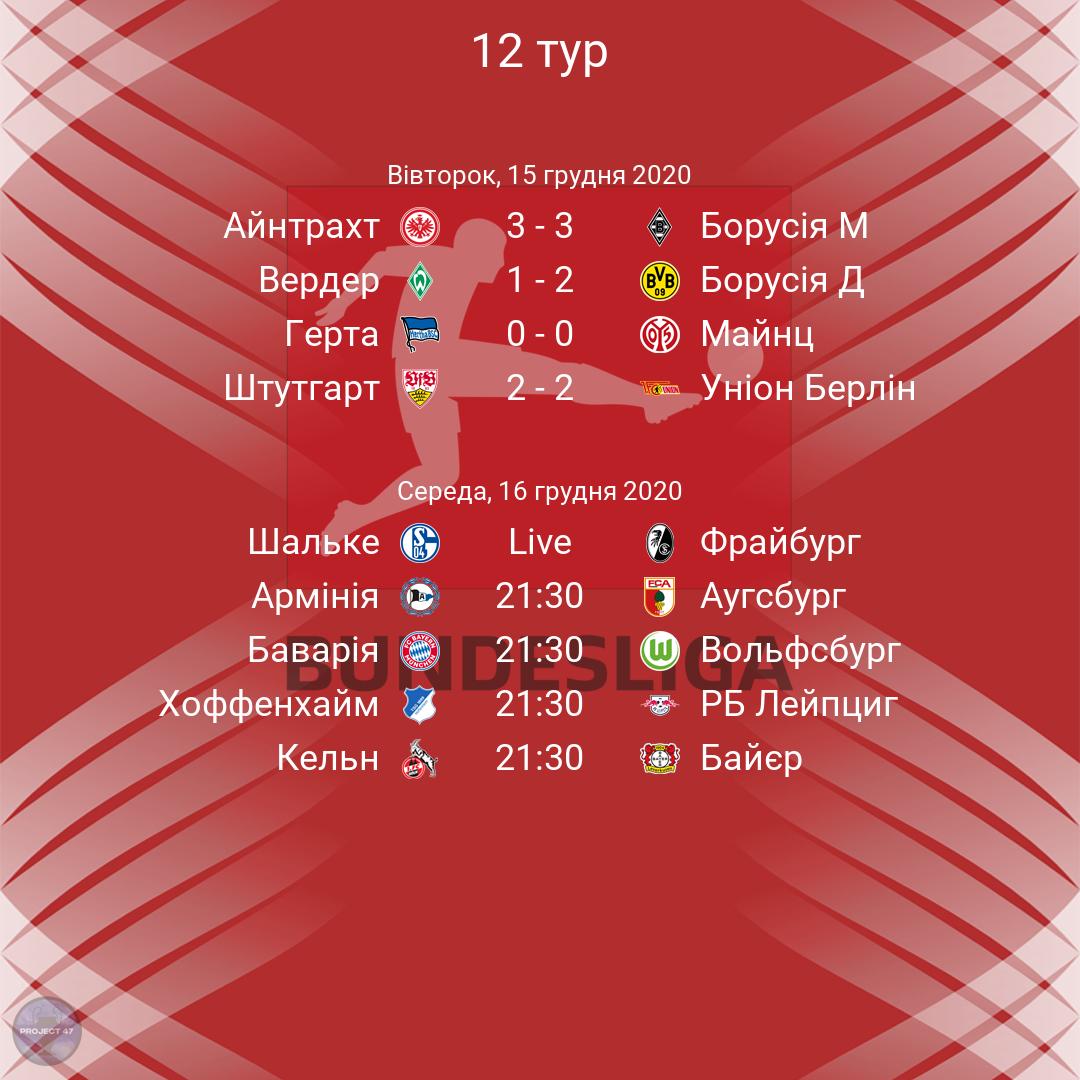 12 тур
Вівторок, 15 грудня 2020
Айнтрахт 3 - 3 Борусія М
Вердер 1 - 2 Борусія Д
Герта 0 - 0 Майнц
Штутгарт 2 - 2 Уніон Берлін
Середа, 16 грудня 2020
Шальке Live Фрайбург
Армінія 21:30 Аугсбург
Баварія 21:30 Вольфсбург
BUNDESLIGA
Хоффенхайм 21:30 РБ Лейпциг
Кельн 21:30 Байєр
PROJECT 47